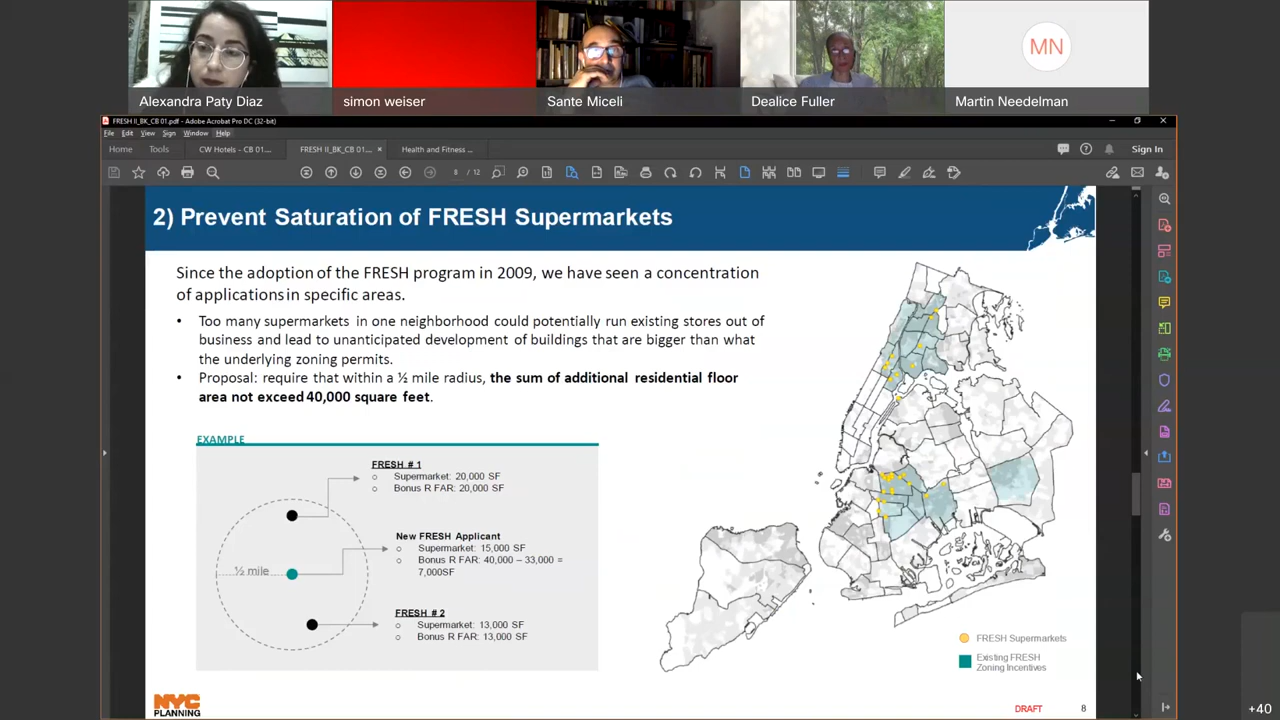 Alexandra Paty Diaz
simon weiser
Sante Miceli
Dealice Fuller
MN
Martin Needelman
FRESH II_BK_CB 01.pdf - Adobe Acrobat Pro DC (32-bit)
File Edit View Sign Window Help
Home Tools CW Hotels - CB 01.... FRESH II_BK_CB 01... × Health and Fitness ... Sign In
8 / 12
2) Prevent Saturation of FRESH Supermarkets
Since the adoption of the FRESH program in 2009, we have seen a concentration
of applications in specific areas.
• Too many supermarkets in one neighborhood could potentially run existing stores out of
business and lead to unanticipated development of buildings that are bigger than what
the underlying zoning permits.
• Proposal: require that within a ½ mile radius, the sum of additional residential floor
area not exceed 40,000 square feet.
EXAMPLE
FRESH # 1
o Supermarket: 20,000 SF
o Bonus R FAR: 20,000 SF
New FRESH Applicant
o Supermarket: 15,000 SF
o Bonus R FAR: 40,000 – 33,000 =
7,000SF
½ mile
FRESH # 2
o Supermarket: 13,000 SF
o Bonus R FAR: 13,000 SF
FRESH Supermarkets
Existing FRESH
Zoning Incentives
NYC
PLANNING
DRAFT 8
+40